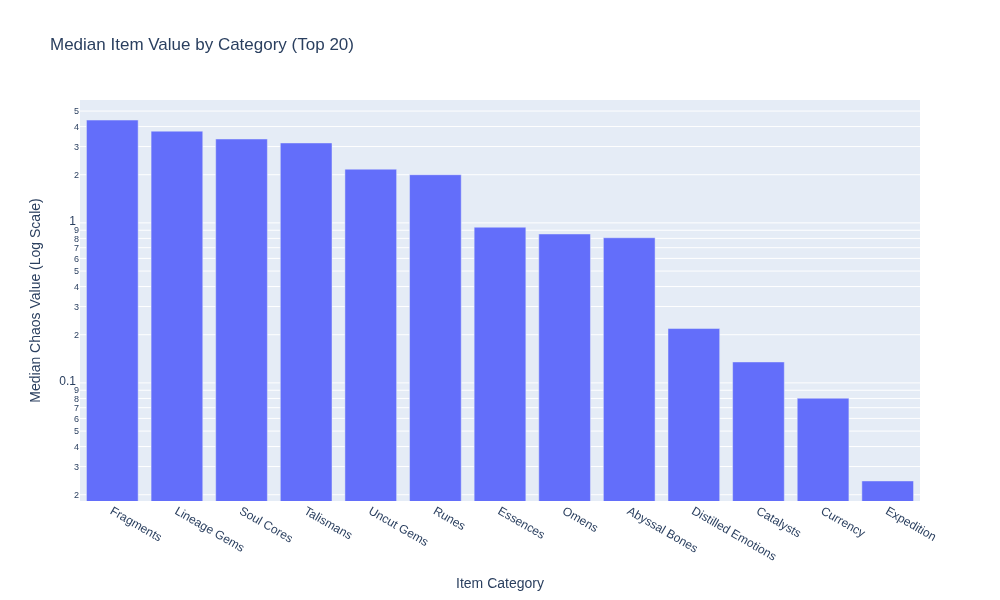 Median Item Value by Category (Top 20)
5
4
3
2
1
9
8
7
6
5
4
3
2
0.1
9
8
7
6
5
4
3
2
Median Chaos Value (Log Scale)
Fragments
Lineage Gems
Soul Cores
Talismans
Uncut Gems
Runes
Essences
Omens
Abyssal Bones
Distilled Emotions
Catalysts
Currency
Expedition
Item Category